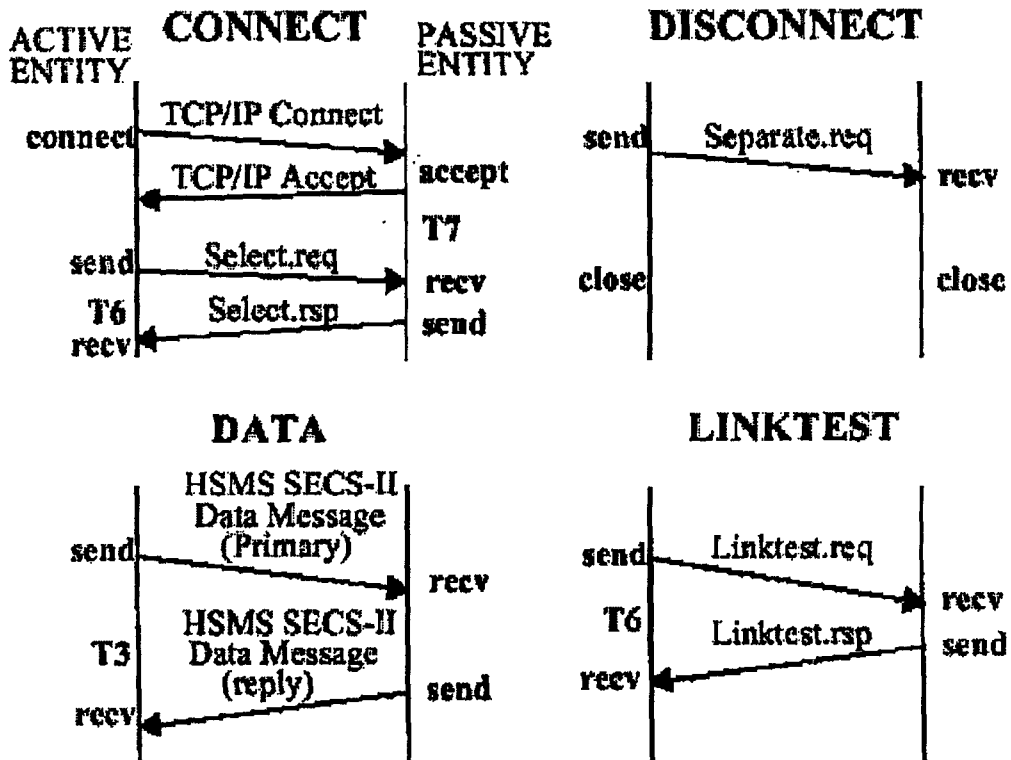 CONNECT
ACTIVE
ENTITY
PASSIVE
ENTITY
connect
TCP/IP Connect
TCP/IP Accept
accept
T7
send
Select.req
recv
T6
Select.rsp
send
recv
DISCONNECT
send
Separate.req
recv
close
close
DATA
HSMS SECS-II
Data Message
(Primary)
send
recv
HSMS SECS-II
Data Message
(reply)
T3
send
recv
LINKTEST
send
Linktest.req
recv
T6
Linktest.rsp
send
recv